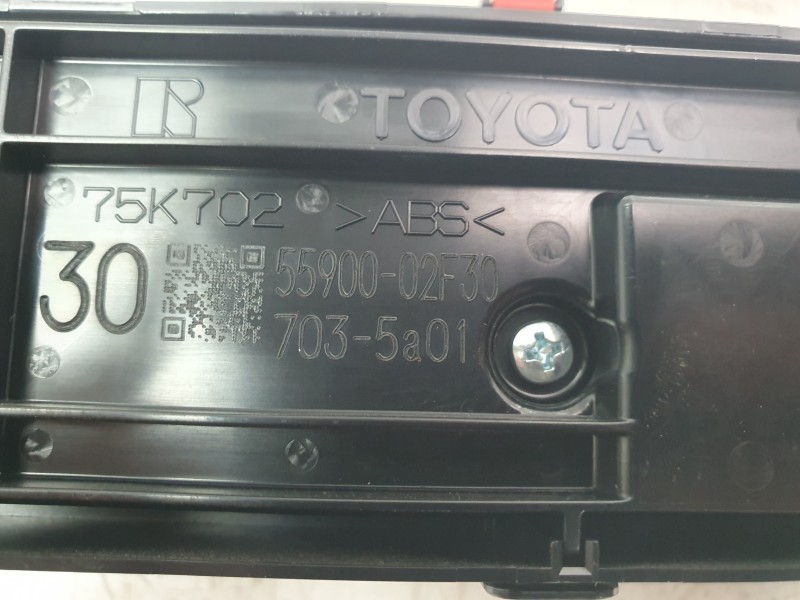 R TOYOTA
75K702 >ABS<
30
55900-02F30
703-5a01